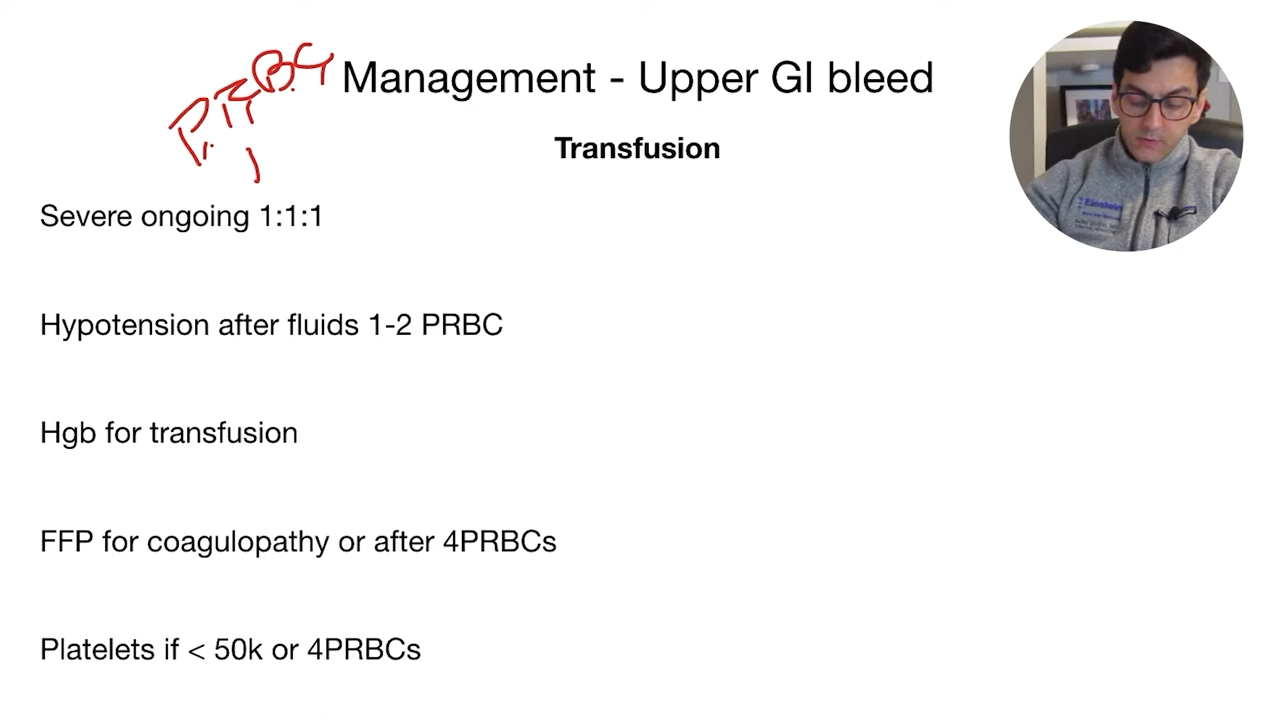 PRBC
Management - Upper GI bleed
Transfusion
Severe ongoing 1:1:1
Hypotension after fluids 1-2 PRBC
Hgb for transfusion
FFP for coagulopathy or after 4PRBCs
Platelets if < 50k or 4PRBCs
Einstein